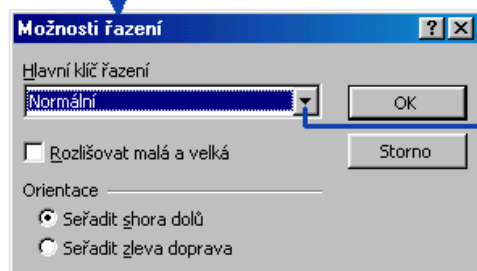 Možnosti řazení
Hlavní klíč řazení
Normální
OK
Rozlišovat malá a velká
Storno
Orientace
Seřadit shora dolů
Seřadit zleva doprava